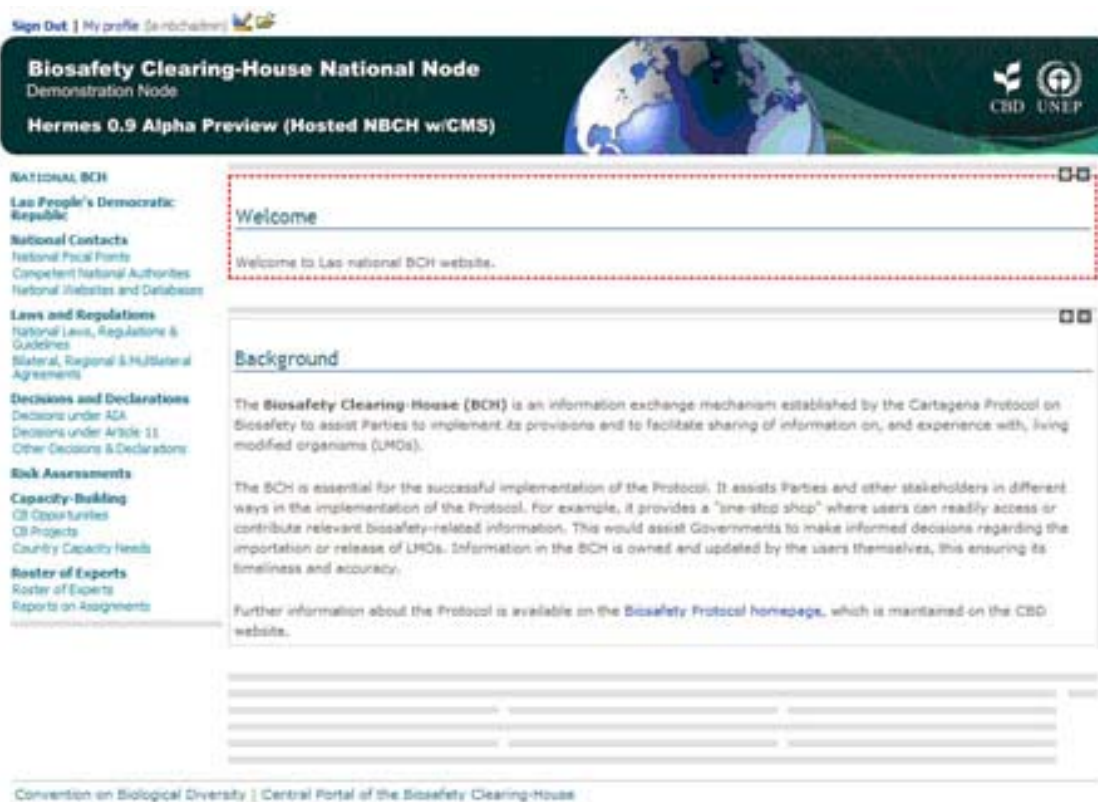 Sign Out | My profile
Biosafety Clearing-House National Node
Demonstration Node
Hermes 0.9 Alpha Preview (Hosted NBCH w/CMS)
CBD UNEP
NATIONAL BCH
Lao People's Democratic
Republic
National Contacts
National Focal Points
Competent National Authorities
National Websites and Databases
Laws and Regulations
National Laws, Regulations &
Guidelines
Bilateral, Regional & Multilateral
Agreements
Decisions and Declarations
Decisions under AIA
Decisions under Article 11
Other Decisions & Declarations
Risk Assessments
Capacity-Building
CB Opportunities
CB Projects
Country Capacity Needs
Roster of Experts
Roster of Experts
Reports on Assignments
Welcome
Welcome to Lao national BCH website.
Background
The Biosafety Clearing-House (BCH) is an information exchange mechanism established by the Cartagena Protocol on
Biosafety to assist Parties to implement its provisions and to facilitate sharing of information on, and experience with, living
modified organisms (LMOs).
The BCH is essential for the successful implementation of the Protocol. It assists Parties and other stakeholders in different
ways in the implementation of the Protocol. For example, it provides a "one-stop shop" where users can readily access or
contribute relevant biosafety-related information. This would assist Governments to make informed decisions regarding the
importation or release of LMOs. Information in the BCH is owned and updated by the users themselves, this ensuring its
timeliness and accuracy.
Further information about the Protocol is available on the Biosafety Protocol homepage, which is maintained on the CBD
website.
Convention on Biological Diversity | Central Portal of the Biosafety Clearing-House